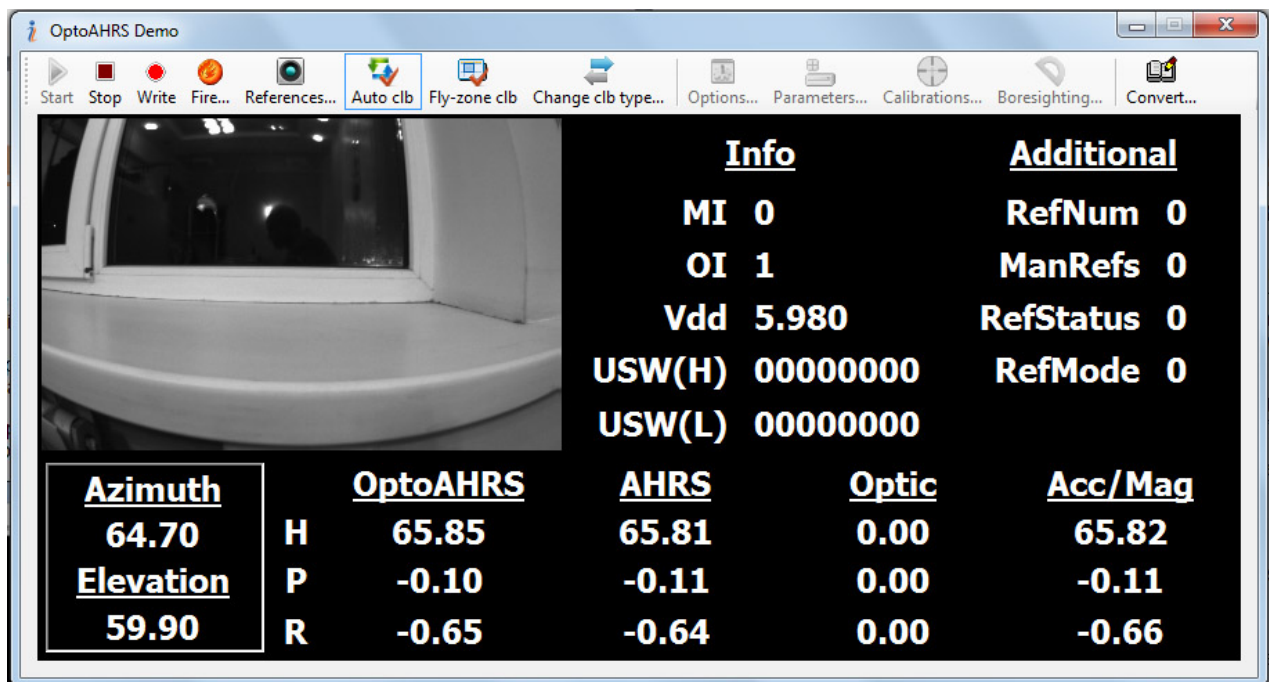 OptoAHRS Demo
Start Stop Write Fire... References... Auto clb Fly-zone clb Change clb type... Options... Parameters... Calibrations... Boresighting... Convert...
Info Additional
MI 0 RefNum 0
OI 1 ManRefs 0
Vdd 5.980 RefStatus 0
USW(H) 00000000 RefMode 0
USW(L) 00000000
Azimuth OptoAHRS AHRS Optic Acc/Mag
64.70 H 65.85 65.81 0.00 65.82
Elevation P -0.10 -0.11 0.00 -0.11
59.90 R -0.65 -0.64 0.00 -0.66